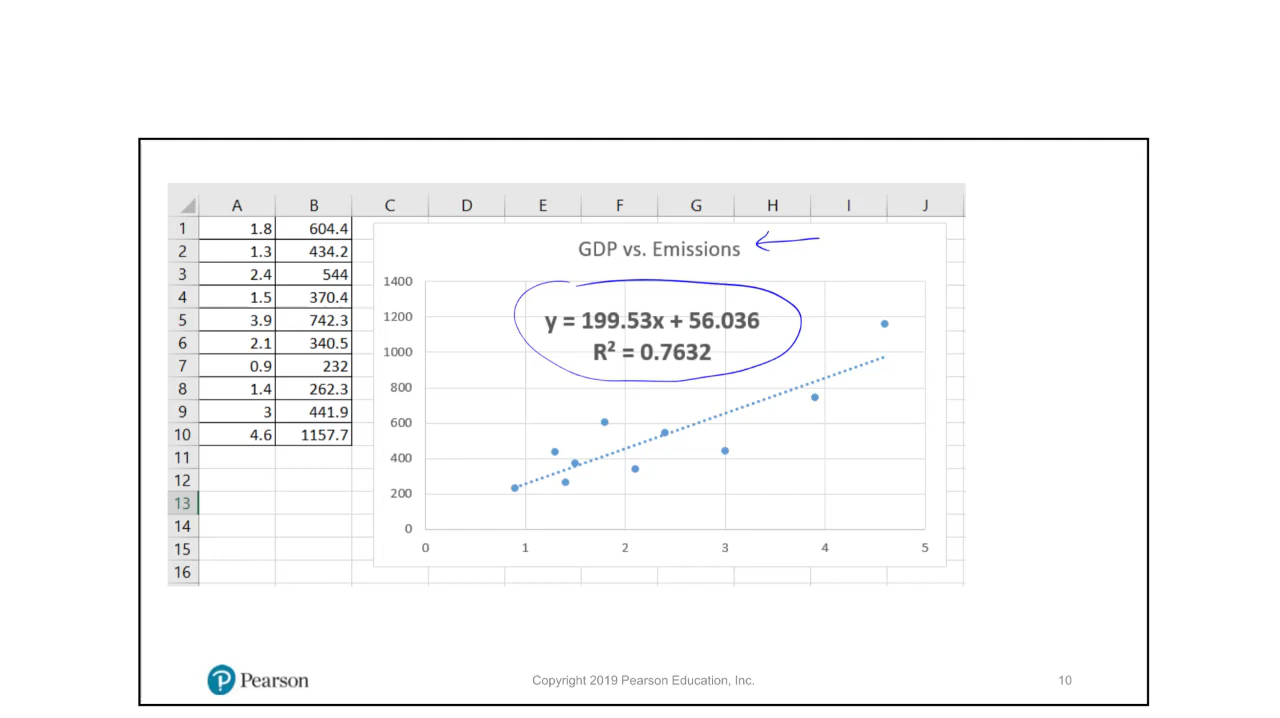 A B C D E F G H I J
1 1.8 604.4
2 1.3 434.2
3 2.4 544
4 1.5 370.4
5 3.9 742.3
6 2.1 340.5
7 0.9 232
8 1.4 262.3
9 3 441.9
10 4.6 1157.7
11
12
13
14
15
16
GDP vs. Emissions
y = 199.53x + 56.036
R² = 0.7632
1400
1200
1000
800
600
400
200
0
0 1 2 3 4 5
P Pearson
Copyright 2019 Pearson Education, Inc.
10